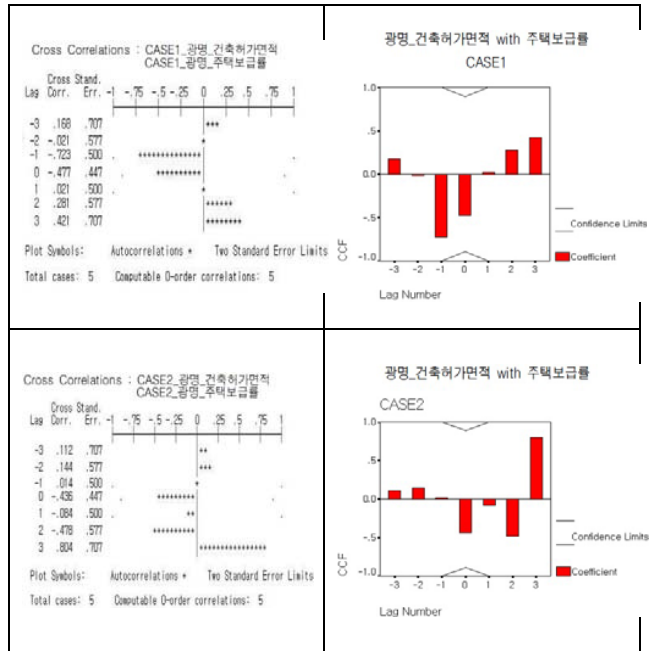 Cross Correlations : CASE1_광명_건축허가면적
CASE1_광명_주택보급률
Cross Stand.
Lag Corr. Err. -1 -.75 -.5 -.25 0 .25 .5 .75 1
-3 .168 .707 . +++ .
-2 -.021 .577
-1 -.723 .500 . ++++++++++++++ .
0 -.477 .447 . ++++++++++ .
1 .021 .500 . + .
2 .281 .577 ++++++
3 .421 .707 ++++++++
Plot Symbols: Autocorrelations + Two Standard Error Limits
Total cases: 5 Computable 0-order correlations: 5
광명_건축허가면적 with 주택보급률
CASE1
1.0
.5
0.0
-.5
-1.0
CCF
-3 -2 -1 0 1 2 3
Lag Number
Confidence Limits
Coefficient
Cross Correlations : CASE2_광명_건축허가면적
CASE2_광명_주택보급률
Cross Stand.
Lag Corr. Err. -1 -.75 -.5 -.25 0 .25 .5 .75 1
-3 .112 .707 ++
-2 .144 .577 +++
-1 .014 .500 . + .
0 -.436 .447 . +++++++++ .
1 -.084 .500 . ++ .
2 -.478 .577 ++++++++++
3 .804 .707 ++++++++++++++++
Plot Symbols: Autocorrelations + Two Standard Error Limits
Total cases: 5 Computable 0-order correlations: 5
광명_건축허가면적 with 주택보급률
CASE2
1.0
.5
0.0
-.5
-1.0
CCF
-3 -2 -1 0 1 2 3
Lag Number
Confidence Limits
Coefficient